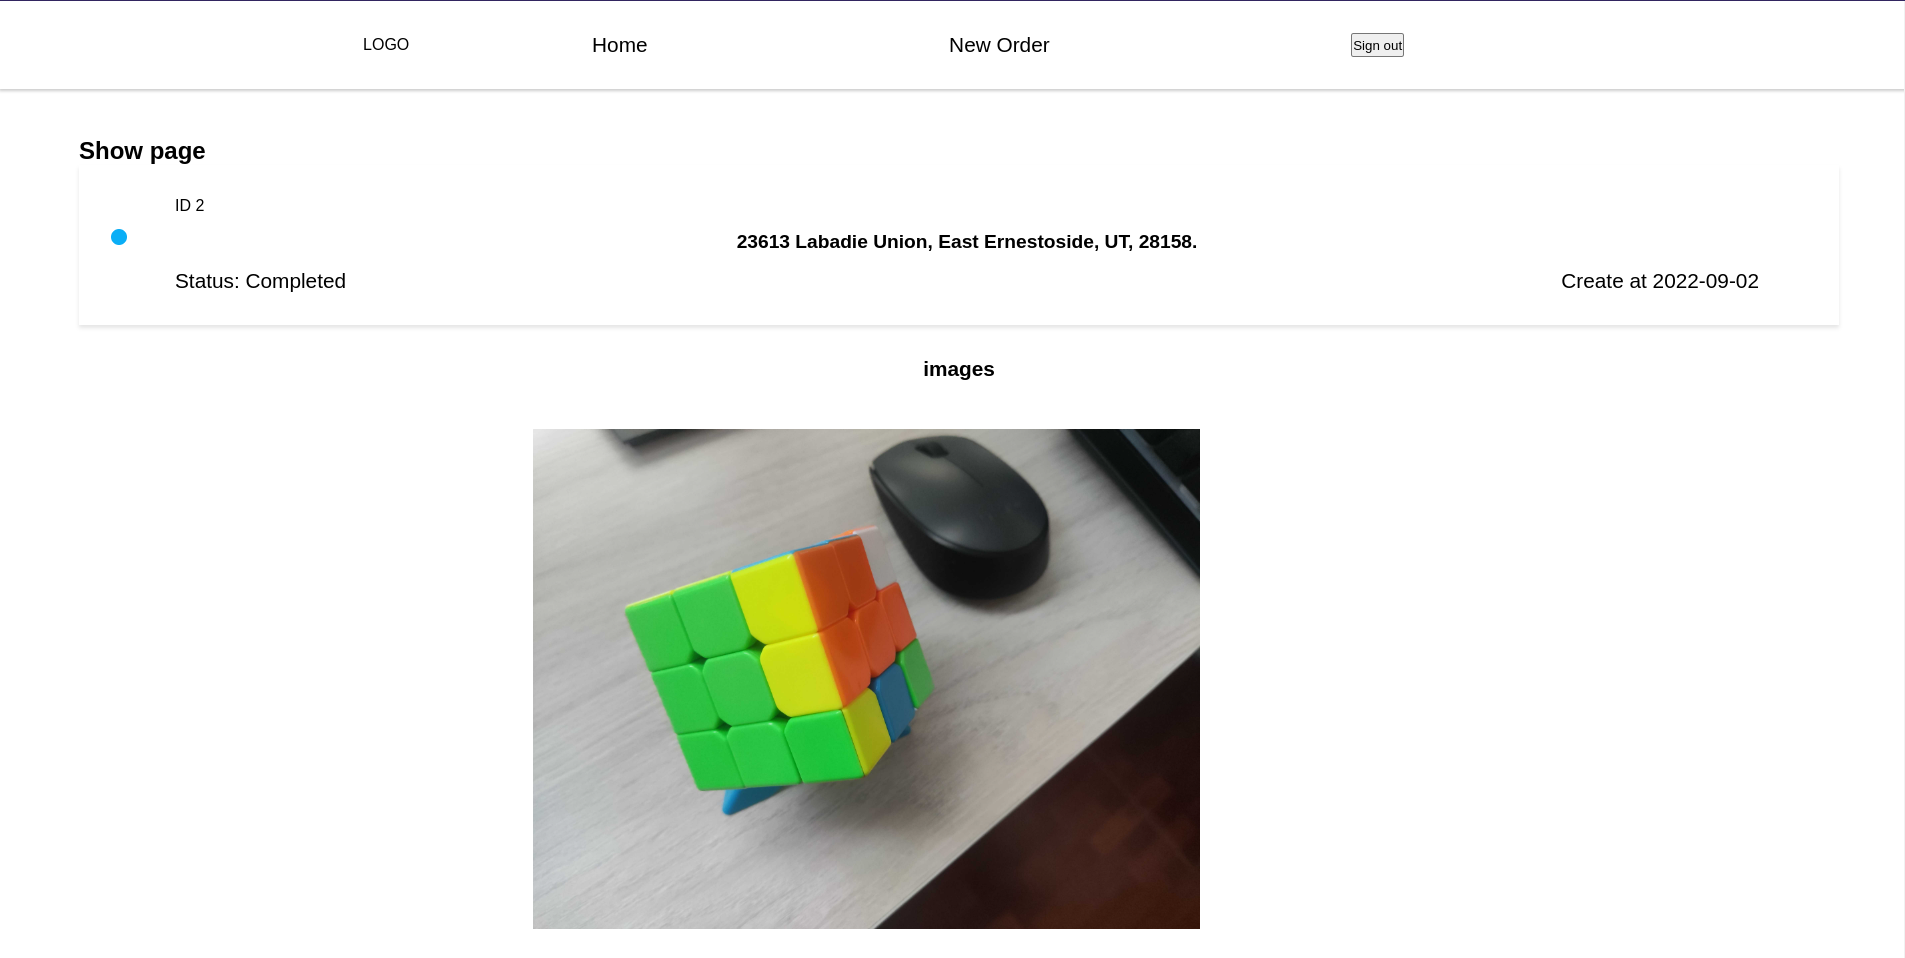 LOGO
Home
New Order
Sign out
Show page
ID 2
23613 Labadie Union, East Ernestoside, UT, 28158.
Status: Completed
Create at 2022-09-02
images